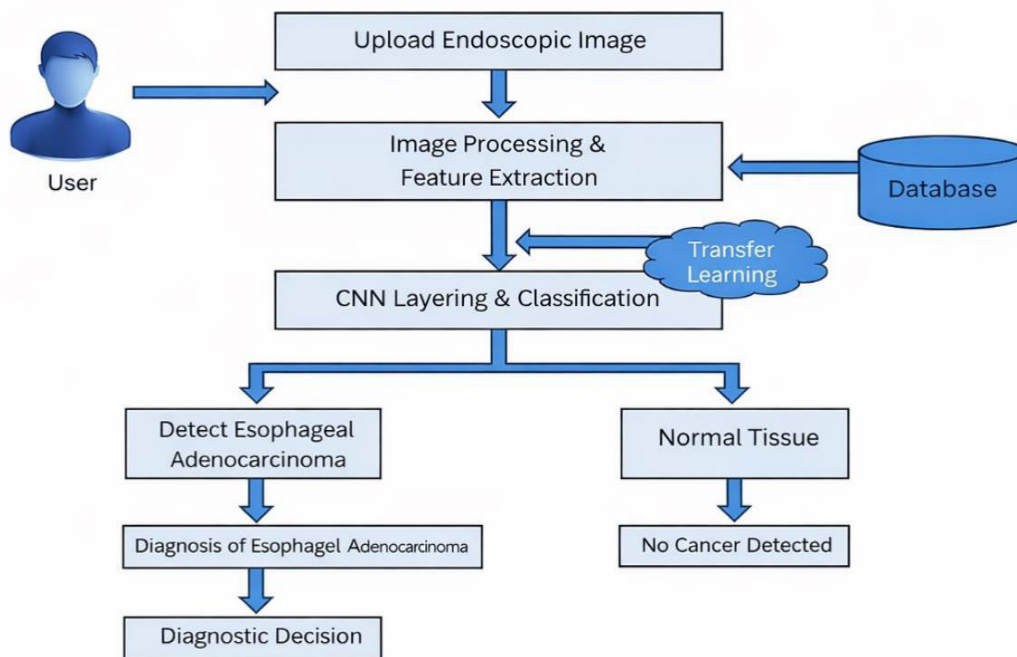 Upload Endoscopic Image
User
Image Processing &
Feature Extraction
Database
Transfer
Learning
CNN Layering & Classification
Detect Esophageal
Adenocarcinoma
Normal Tissue
Diagnosis of Esophagel Adenocarcinoma
No Cancer Detected
Diagnostic Decision